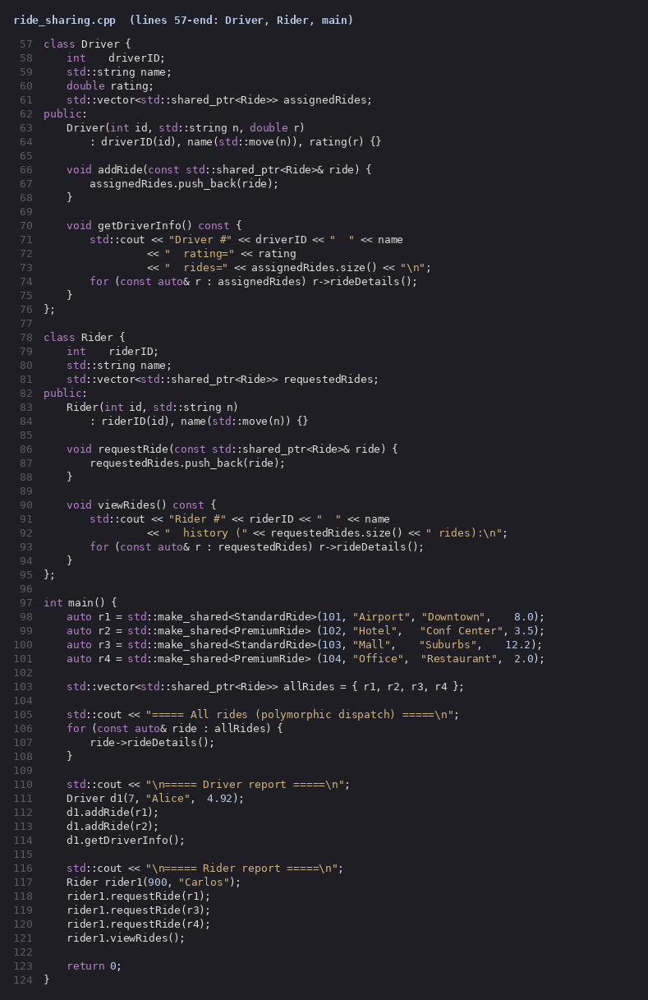 ride_sharing.cpp  (lines 57-end: Driver, Rider, main)
57 class Driver {
58     int    driverID;
59     std::string name;
60     double rating;
61     std::vector<std::shared_ptr<Ride>> assignedRides;
62 public:
63     Driver(int id, std::string n, double r)
64         : driverID(id), name(std::move(n)), rating(r) {}
65
66     void addRide(const std::shared_ptr<Ride>& ride) {
67         assignedRides.push_back(ride);
68     }
69
70     void getDriverInfo() const {
71         std::cout << "Driver #" << driverID << "  " << name
72                   << "  rating=" << rating
73                   << "  rides=" << assignedRides.size() << "\n";
74         for (const auto& r : assignedRides) r->rideDetails();
75     }
76 };
77
78 class Rider {
79     int    riderID;
80     std::string name;
81     std::vector<std::shared_ptr<Ride>> requestedRides;
82 public:
83     Rider(int id, std::string n)
84         : riderID(id), name(std::move(n)) {}
85
86     void requestRide(const std::shared_ptr<Ride>& ride) {
87         requestedRides.push_back(ride);
88     }
89
90     void viewRides() const {
91         std::cout << "Rider #" << riderID << "  " << name
92                   << "  history (" << requestedRides.size() << " rides):\n";
93         for (const auto& r : requestedRides) r->rideDetails();
94     }
95 };
96
97 int main() {
98     auto r1 = std::make_shared<StandardRide>(101, "Airport", "Downtown",    8.0);
99     auto r2 = std::make_shared<PremiumRide> (102, "Hotel",   "Conf Center", 3.5);
100     auto r3 = std::make_shared<StandardRide>(103, "Mall",    "Suburbs",    12.2);
101     auto r4 = std::make_shared<PremiumRide> (104, "Office",  "Restaurant",  2.0);
102
103     std::vector<std::shared_ptr<Ride>> allRides = { r1, r2, r3, r4 };
104
105     std::cout << "===== All rides (polymorphic dispatch) =====\n";
106     for (const auto& ride : allRides) {
107         ride->rideDetails();
108     }
109
110     std::cout << "\n===== Driver report =====\n";
111     Driver d1(7, "Alice",  4.92);
112     d1.addRide(r1);
113     d1.addRide(r2);
114     d1.getDriverInfo();
115
116     std::cout << "\n===== Rider report =====\n";
117     Rider rider1(900, "Carlos");
118     rider1.requestRide(r1);
119     rider1.requestRide(r3);
120     rider1.requestRide(r4);
121     rider1.viewRides();
122
123     return 0;
124 }